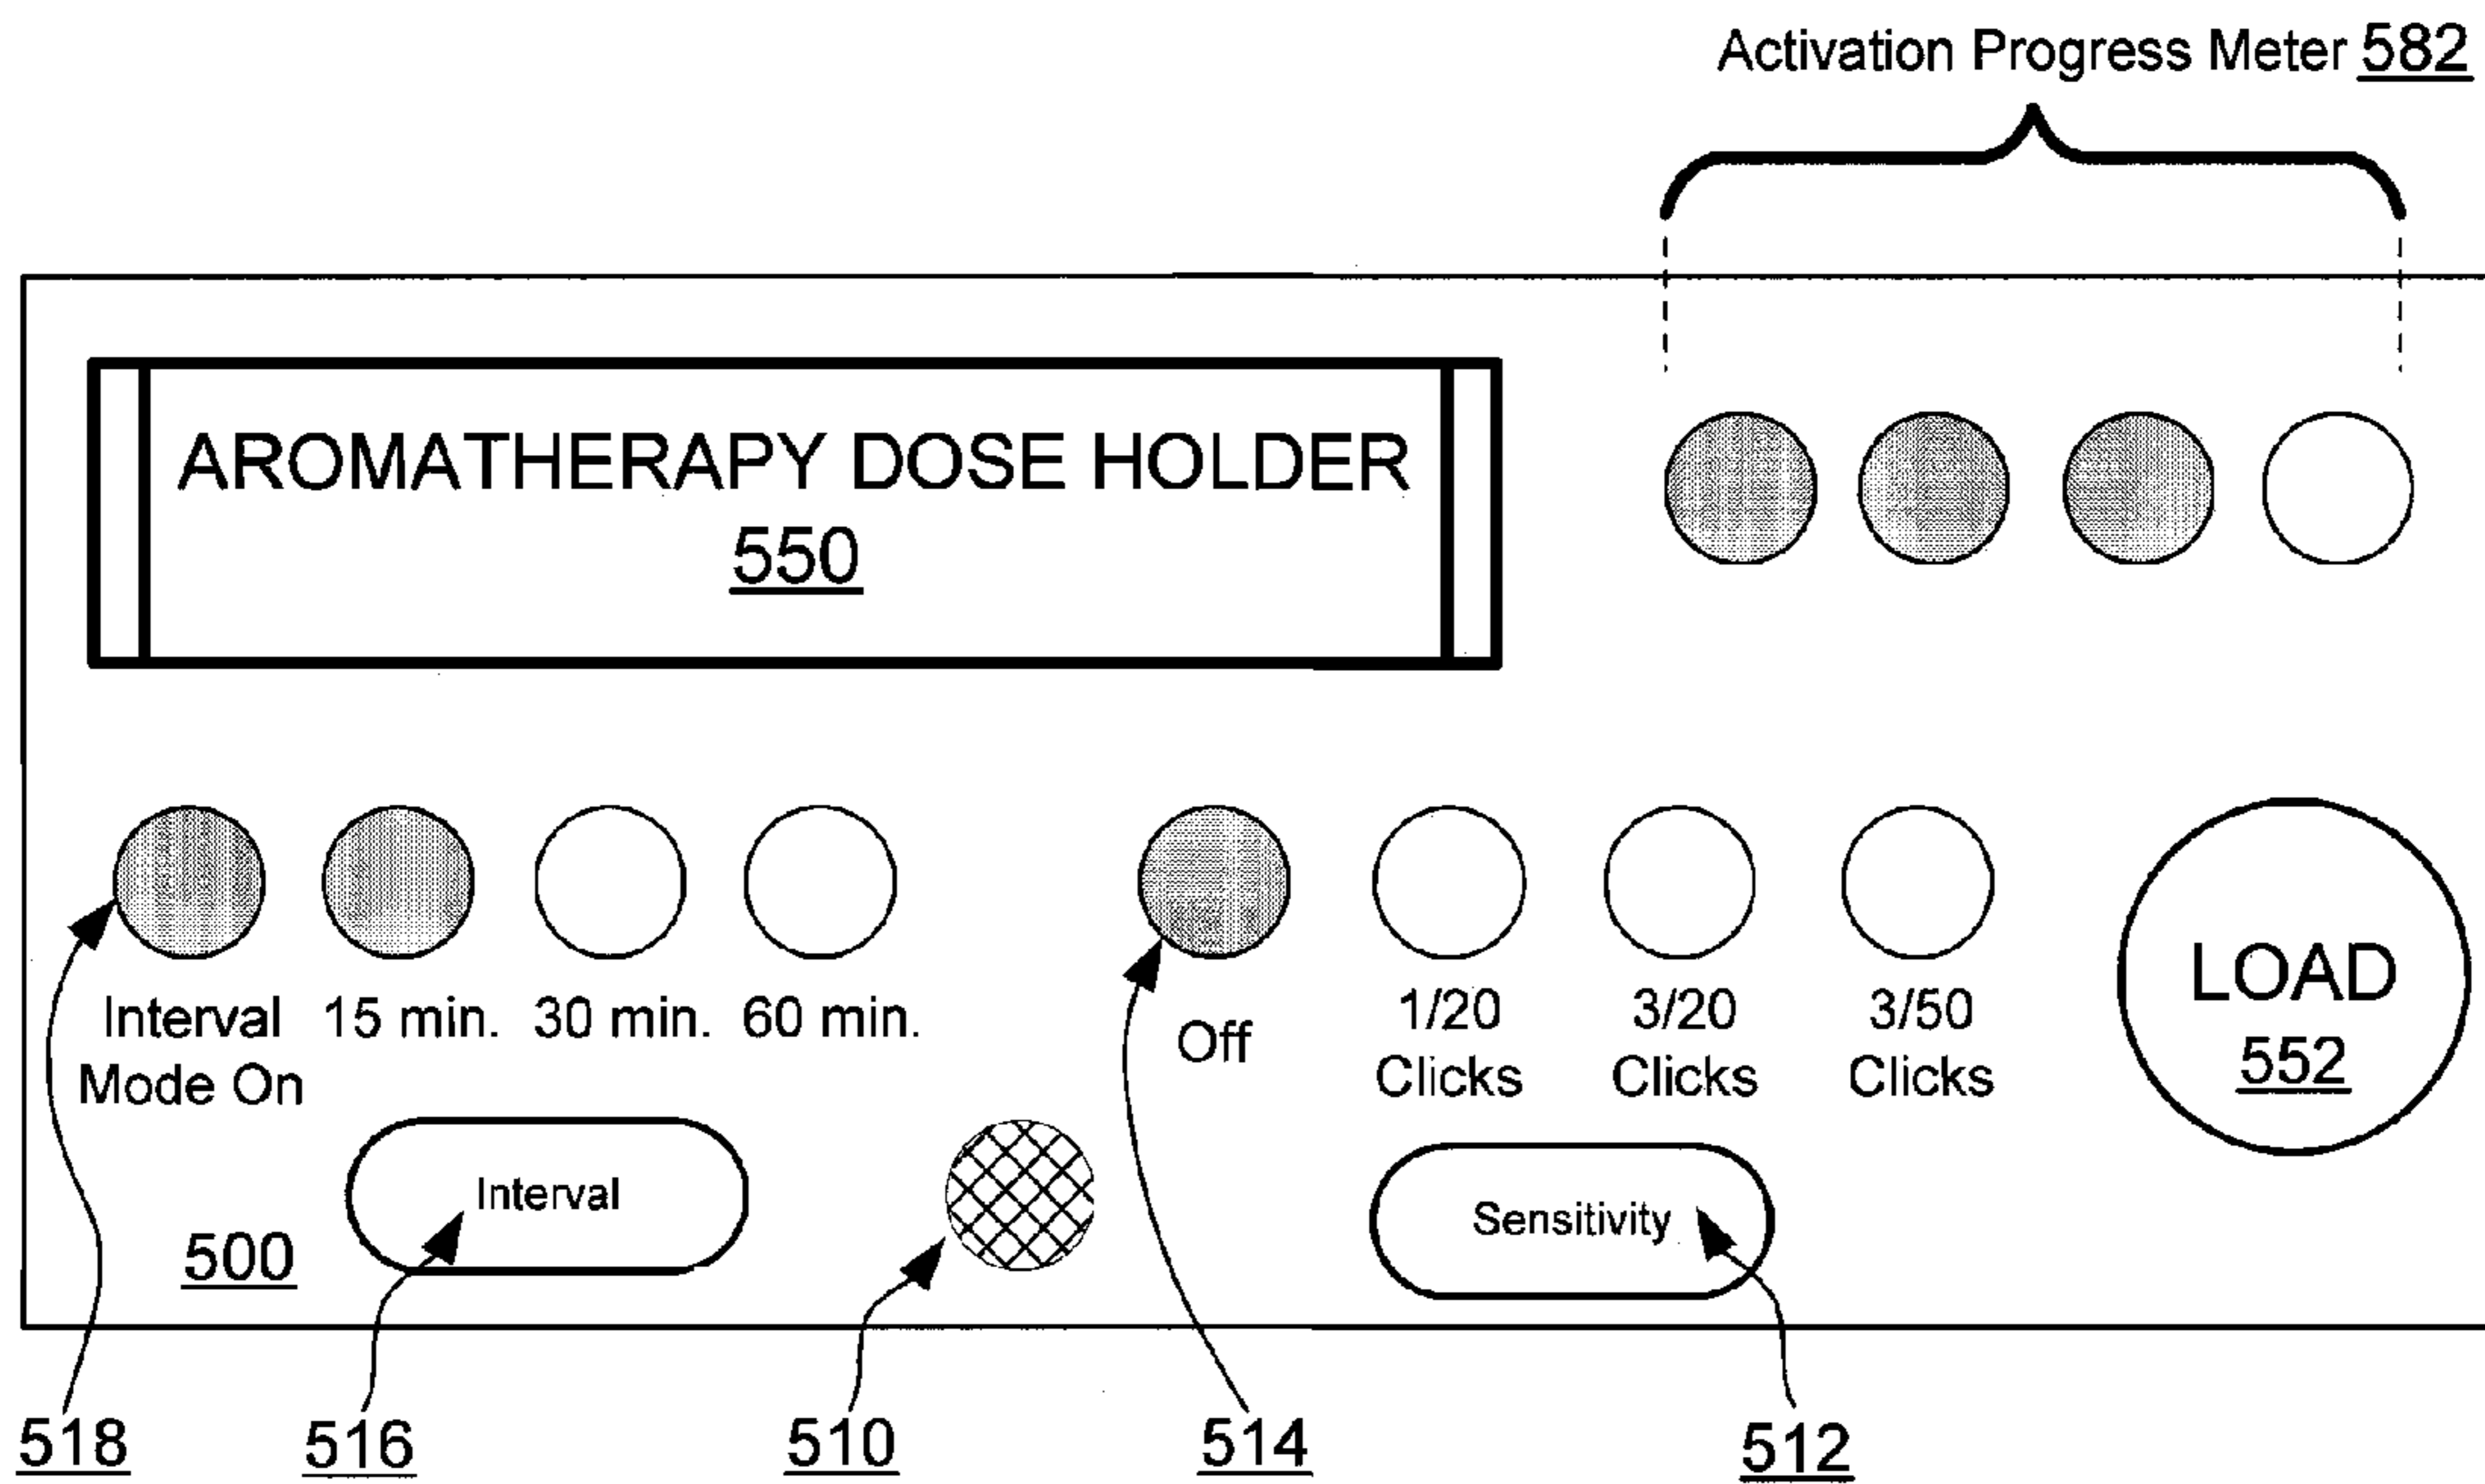 Activation Progress Meter 582
AROMATHERAPY DOSE HOLDER
550
Interval
Mode On
15 min.
30 min.
60 min.
Off
1/20
Clicks
3/20
Clicks
3/50
Clicks
LOAD
552
Interval
Sensitivity
500
518
516
510
514
512